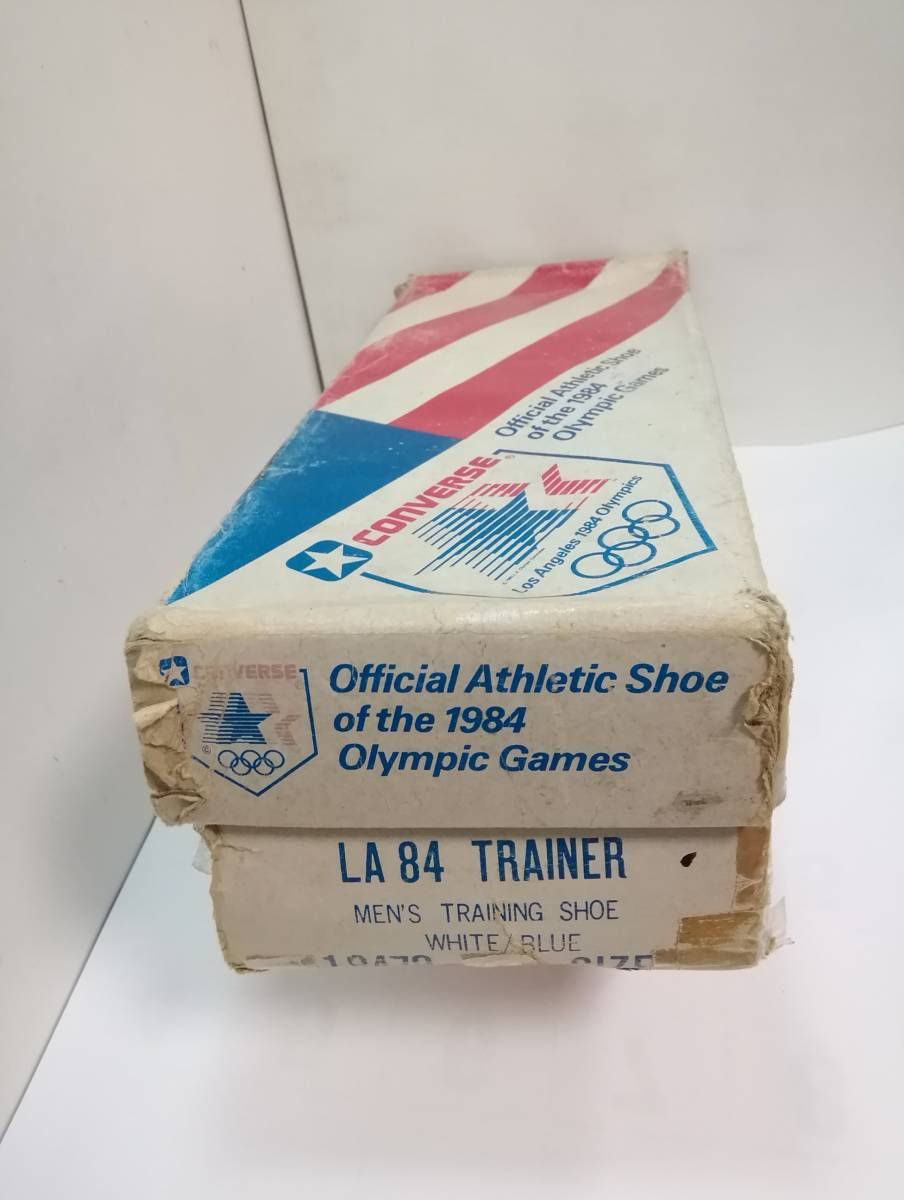 Official Athletic Shoe
of the 1984
Olympic Games
CONVERSE
Los Angeles 1984 Olympics
CONVERSE
Official Athletic Shoe
of the 1984
Olympic Games
LA 84 TRAINER
MEN'S TRAINING SHOE
WHITE/BLUE
SIZE